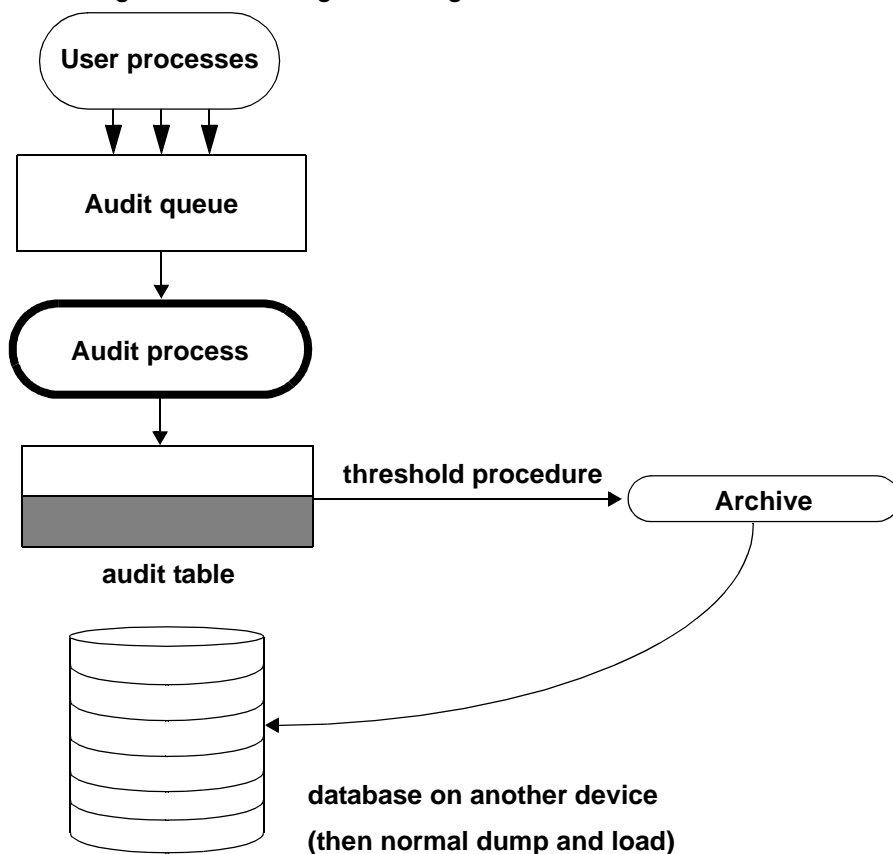 User processes
Audit queue
Audit process
threshold procedure
Archive
audit table
database on another device
(then normal dump and load)